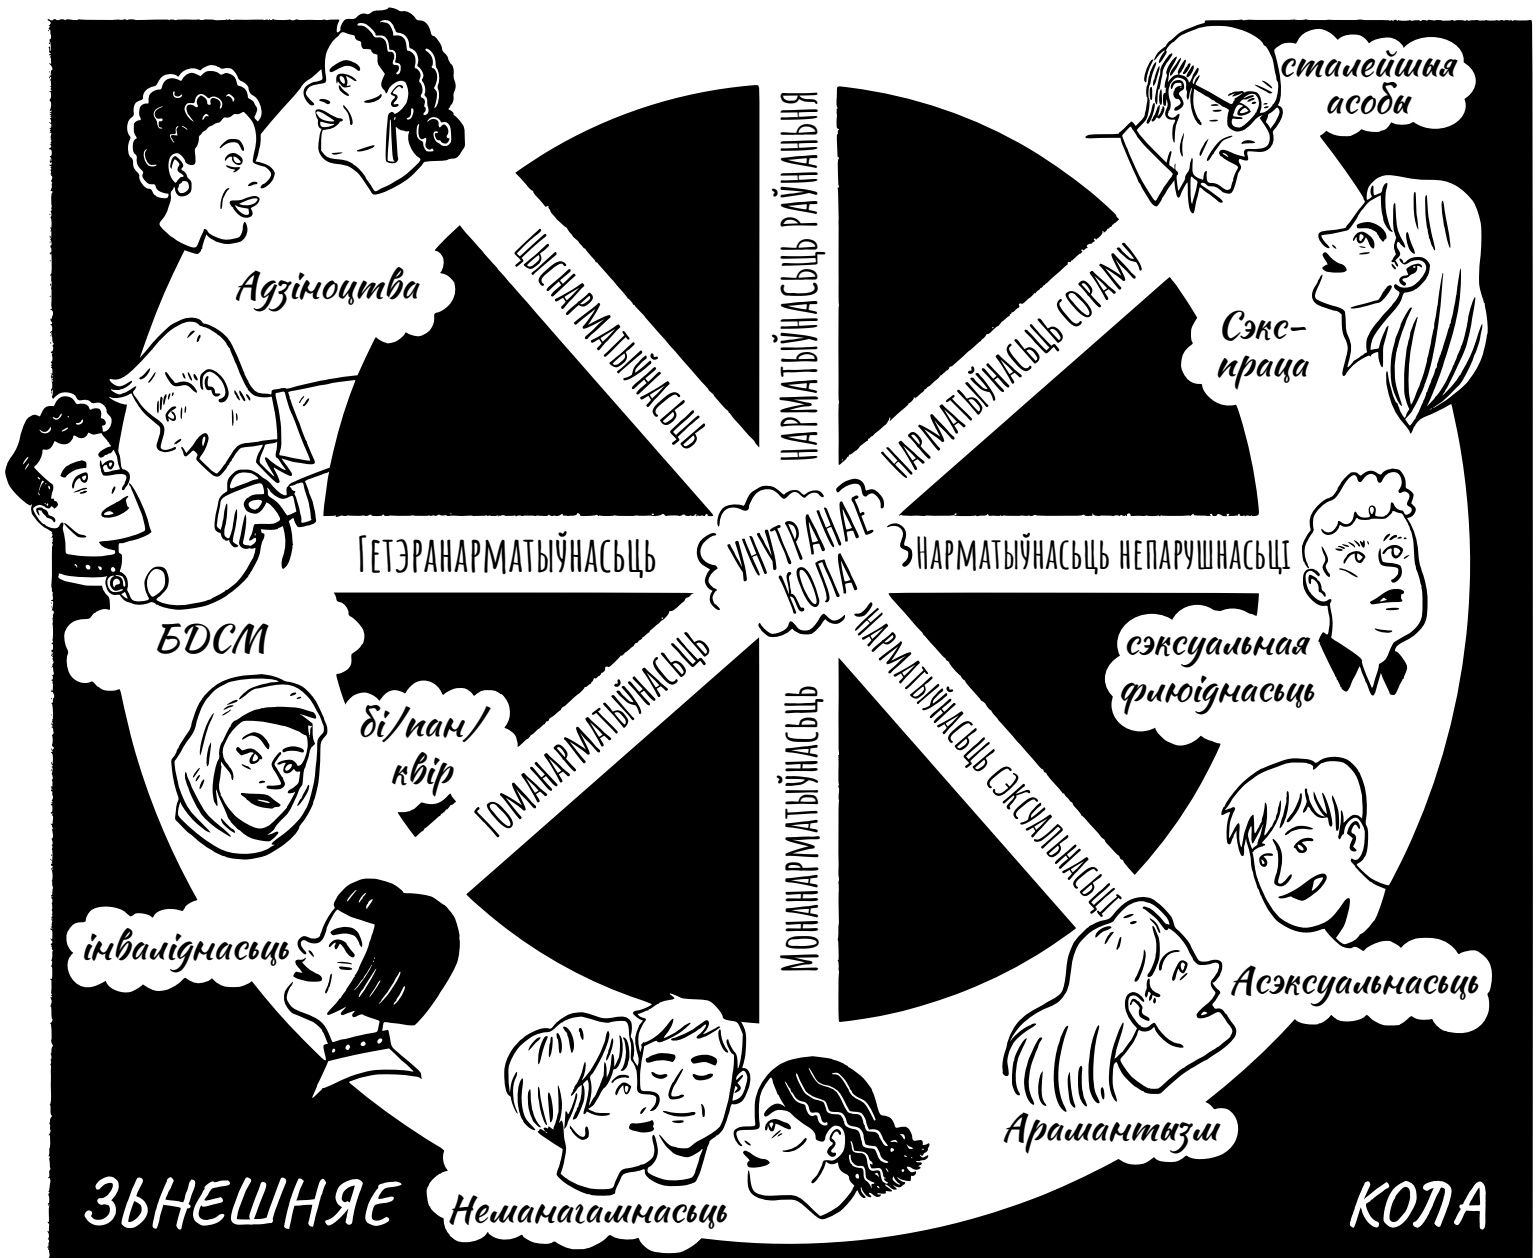 сталейшыя
асобы
Адзіноцтва
Сэкс-
праца
ЦЫСНАРМАТЫЎНАСЬЦЬ
НАРМАТЫЎНАСЬЦЬ РАЎНАНЬНЯ
НАРМАТЫЎНАСЬЦЬ СОРАМУ
ГЕТЭРАНАРМАТЫЎНАСЬЦЬ
УНУТРАНАЕ
КОЛА
НАРМАТЫЎНАСЬЦЬ НЕПАРУШНАСЬЦІ
БДСМ
сэксуальная
флюіднасьць
бі/пан/
квір
ГОМАНАРМАТЫЎНАСЬЦЬ
МОНАНАРМАТЫЎНАСЬЦЬ
НАРМАТЫЎНАСЬЦЬ СЭКСУАЛЬНАСЬЦІ
інваліднасьць
Асэксуальнасьць
Арамантызм
Неманагамнасьць
ЗЬНЕШНЯЕ
КОЛА